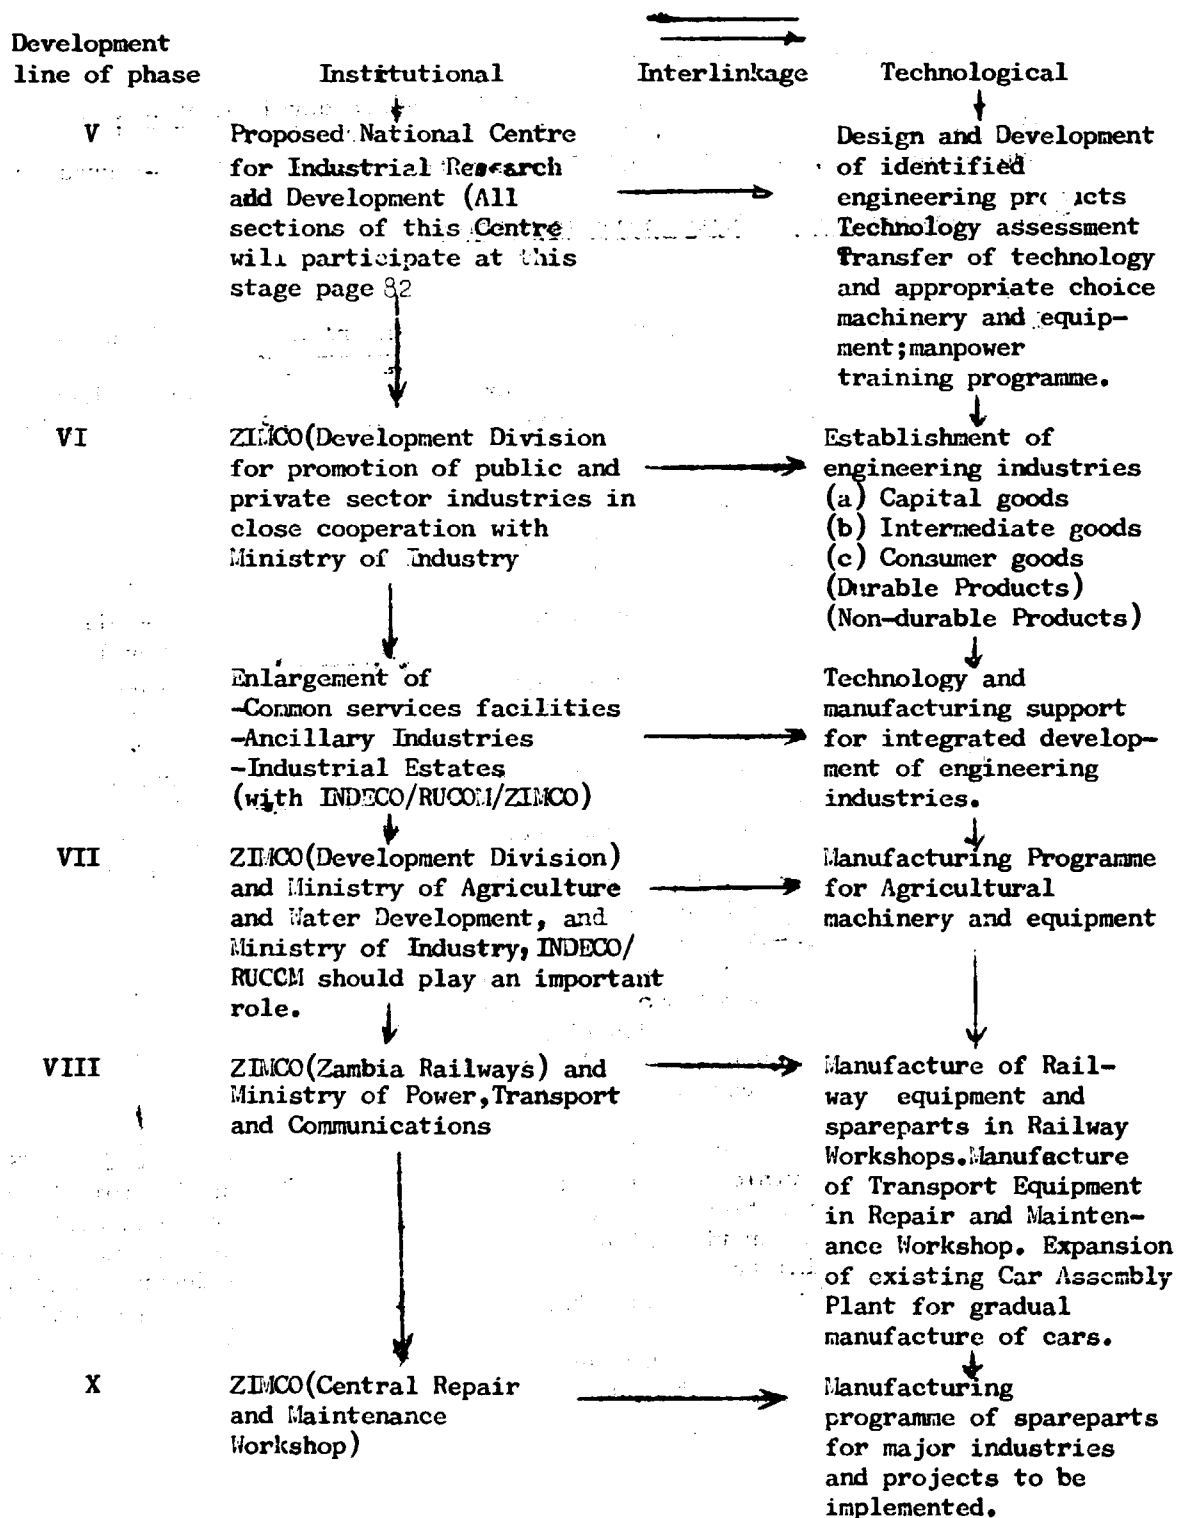 Development
line of phase Institutional Interlinkage Technological
V
Proposed National Centre
for Industrial Research
add Development (All
sections of this Centre
will participate at this
stage page 82
Design and Development
of identified
engineering products
Technology assessment
Transfer of technology
and appropriate choice
machinery and equip-
ment;manpower
training programme.
VI
ZIMCO(Development Division
for promotion of public and
private sector industries in
close cooperation with
Ministry of Industry
Establishment of
engineering industries
(a) Capital goods
(b) Intermediate goods
(c) Consumer goods
(Durable Products)
(Non-durable Products)
Enlargement of
-Common services facilities
-Ancillary Industries
-Industrial Estates
(with INDECO/RUCOM/ZIMCO)
Technology and
manufacturing support
for integrated develop-
ment of engineering
industries.
VII
ZIMCO(Development Division)
and Ministry of Agriculture
and Water Development, and
Ministry of Industry, INDECO/
RUCCM should play an important
role.
Manufacturing Programme
for Agricultural
machinery and equipment
VIII
ZIMCO(Zambia Railways) and
Ministry of Power,Transport
and Communications
Manufacture of Rail-
way equipment and
spareparts in Railway
Workshops.Manufacture
of Transport Equipment
in Repair and Mainten-
ance Workshop. Expansion
of existing Car Assembly
Plant for gradual
manufacture of cars.
X
ZIMCO(Central Repair
and Maintenance
Workshop)
Manufacturing
programme of spareparts
for major industries
and projects to be
implemented.